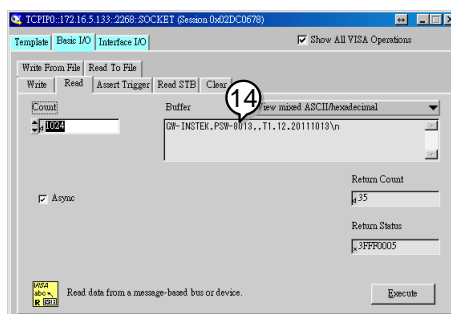 TCPIP0::172.16.5.133::2268::SOCKET (Session 0x02DC0678)
Template Basic I/O Interface I/O Show All VISA Operations
Write From File Read To File
Write Read Assert Trigger Read STB Clear
14
Count Buffer View mixed ASCII/hexadecimal
d 1024 GW-INSTEK,PSW-8013,,T1.12.20111013\n
Return Count
d 35
Async
Return Status
x 3FFF0005
VISA
abc
R
Read data from a message-based bus or device. Execute